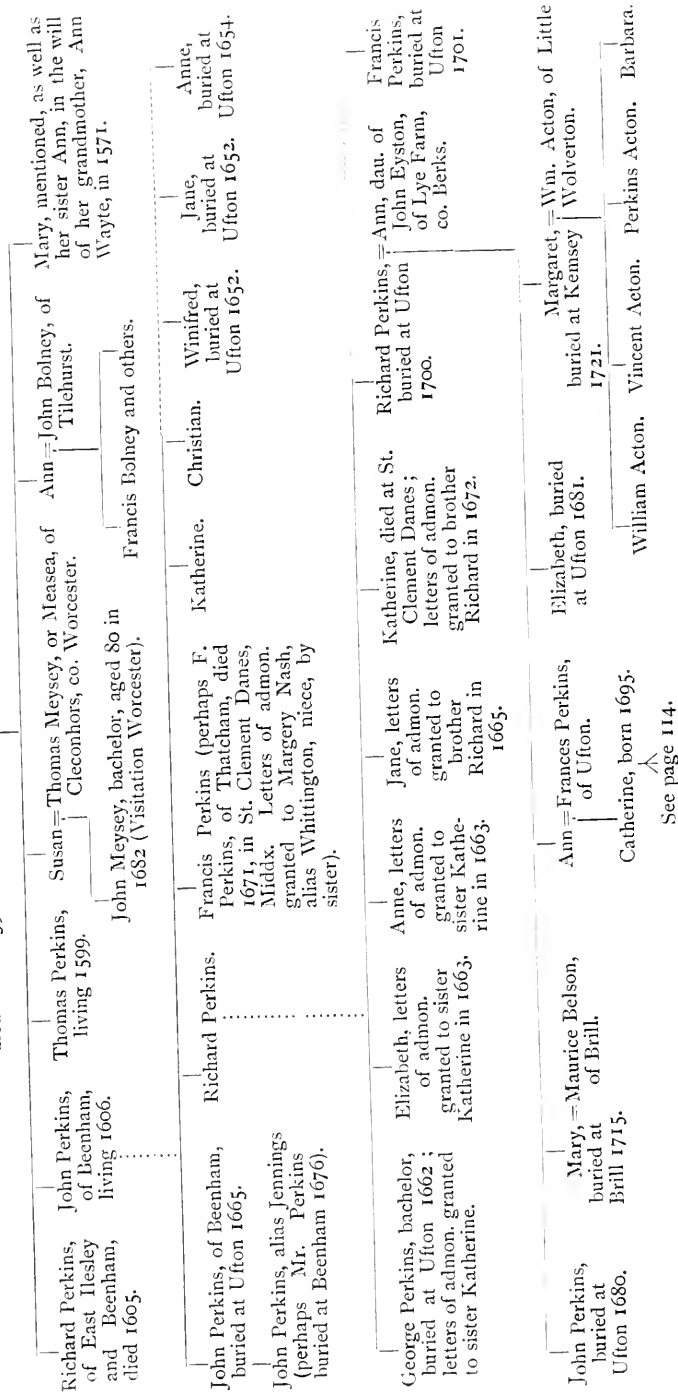 Richard Perkins,
of East Ilesley
and Beenham,
died 1605.
John Perkins,
of Beenham,
living 1606.
Thomas Perkins,
living 1599.
Susan = Thomas Meysey, or Measea, of
Cleconhors, co. Worcester.
John Meysey, bachelor, aged 80 in
1682 (Visitation Worcester).
Ann = John Bolney, of
Tilehurst.
Francis Bolney and others.
Mary, mentioned, as well as
her sister Ann, in the will
of her grandmother, Ann
Wayte, in 1571.
John Perkins, of Beenham,
buried at Ufton 1665.
John Perkins, alias Jennings
(perhaps Mr. Perkins
buried at Beenham 1676).
Richard Perkins.
Francis Perkins (perhaps F.
Perkins, of Thatcham, died
1671, in St. Clement Danes,
Middx. Letters of admon.
granted to Margery Nash,
alias Whittington, niece, by
sister).
Katherine.
Christian.
Winifred,
buried at
Ufton 1652.
Jane,
buried at
Ufton 1652.
Anne,
buried at
Ufton 1654.
George Perkins, bachelor,
buried at Ufton 1662 ;
letters of admon. granted
to sister Katherine.
Elizabeth, letters
of admon.
granted to sister
Katherine in 1663.
Anne, letters
of admon.
granted to
sister Kathe-
rine in 1663.
Jane, letters
of admon.
granted to
brother
Richard in
1665.
Katherine, died at St.
Clement Danes ;
letters of admon.
granted to brother
Richard in 1672.
Richard Perkins, = Ann, dau. of
buried at Ufton John Eyston,
1700. of Lye Farm,
co. Berks.
Francis
Perkins,
buried at
Ufton
1701.
John Perkins,
buried at
Ufton 1680.
Mary, = Maurice Belson,
buried at of Brill.
Brill 1715.
Ann = Frances Perkins,
of Ufton.
Catherine, born 1695.
See page 114.
Elizabeth, buried
at Ufton 1681.
Margaret, = Wm. Acton, of Little
buried at Kemsey Wolverton.
1721.
William Acton. Vincent Acton. Perkins Acton. Barbara.